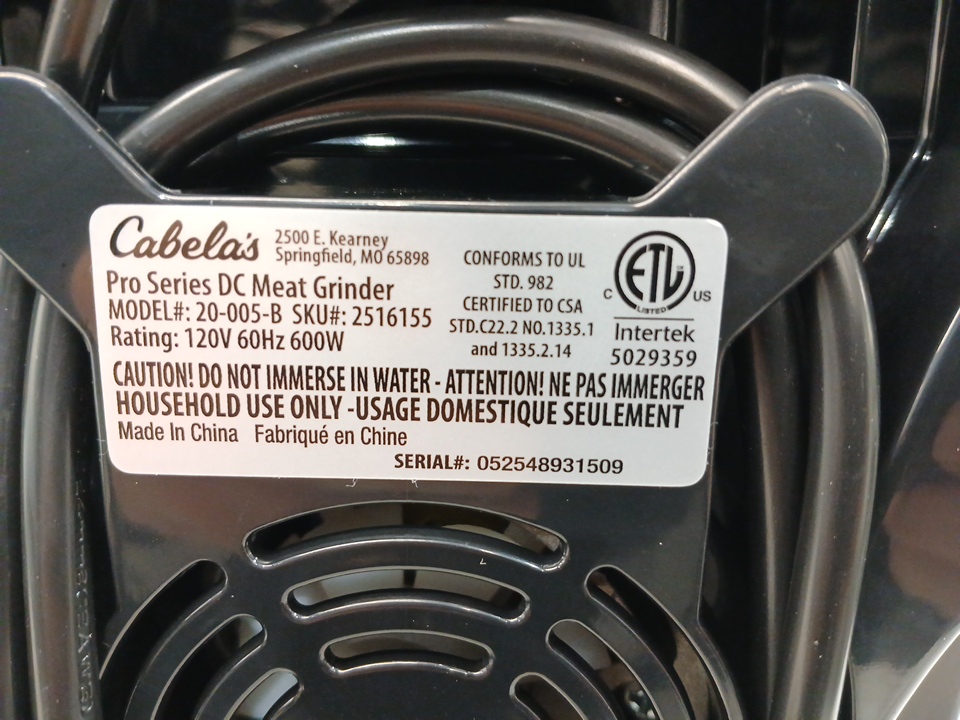 Cabela's
2500 E. Kearney
Springfield, MO 65898
Pro Series DC Meat Grinder
MODEL#: 20-005-B SKU#: 2516155
Rating: 120V 60Hz 600W
CONFORMS TO UL
STD. 982
CERTIFIED TO CSA
STD.C22.2 NO.1335.1
and 1335.2.14
ETL
C US
LISTED
Intertek
5029359
CAUTION! DO NOT IMMERSE IN WATER - ATTENTION! NE PAS IMMERGER
HOUSEHOLD USE ONLY -USAGE DOMESTIQUE SEULEMENT
Made In China Fabriqué en Chine
SERIAL#: 052548931509